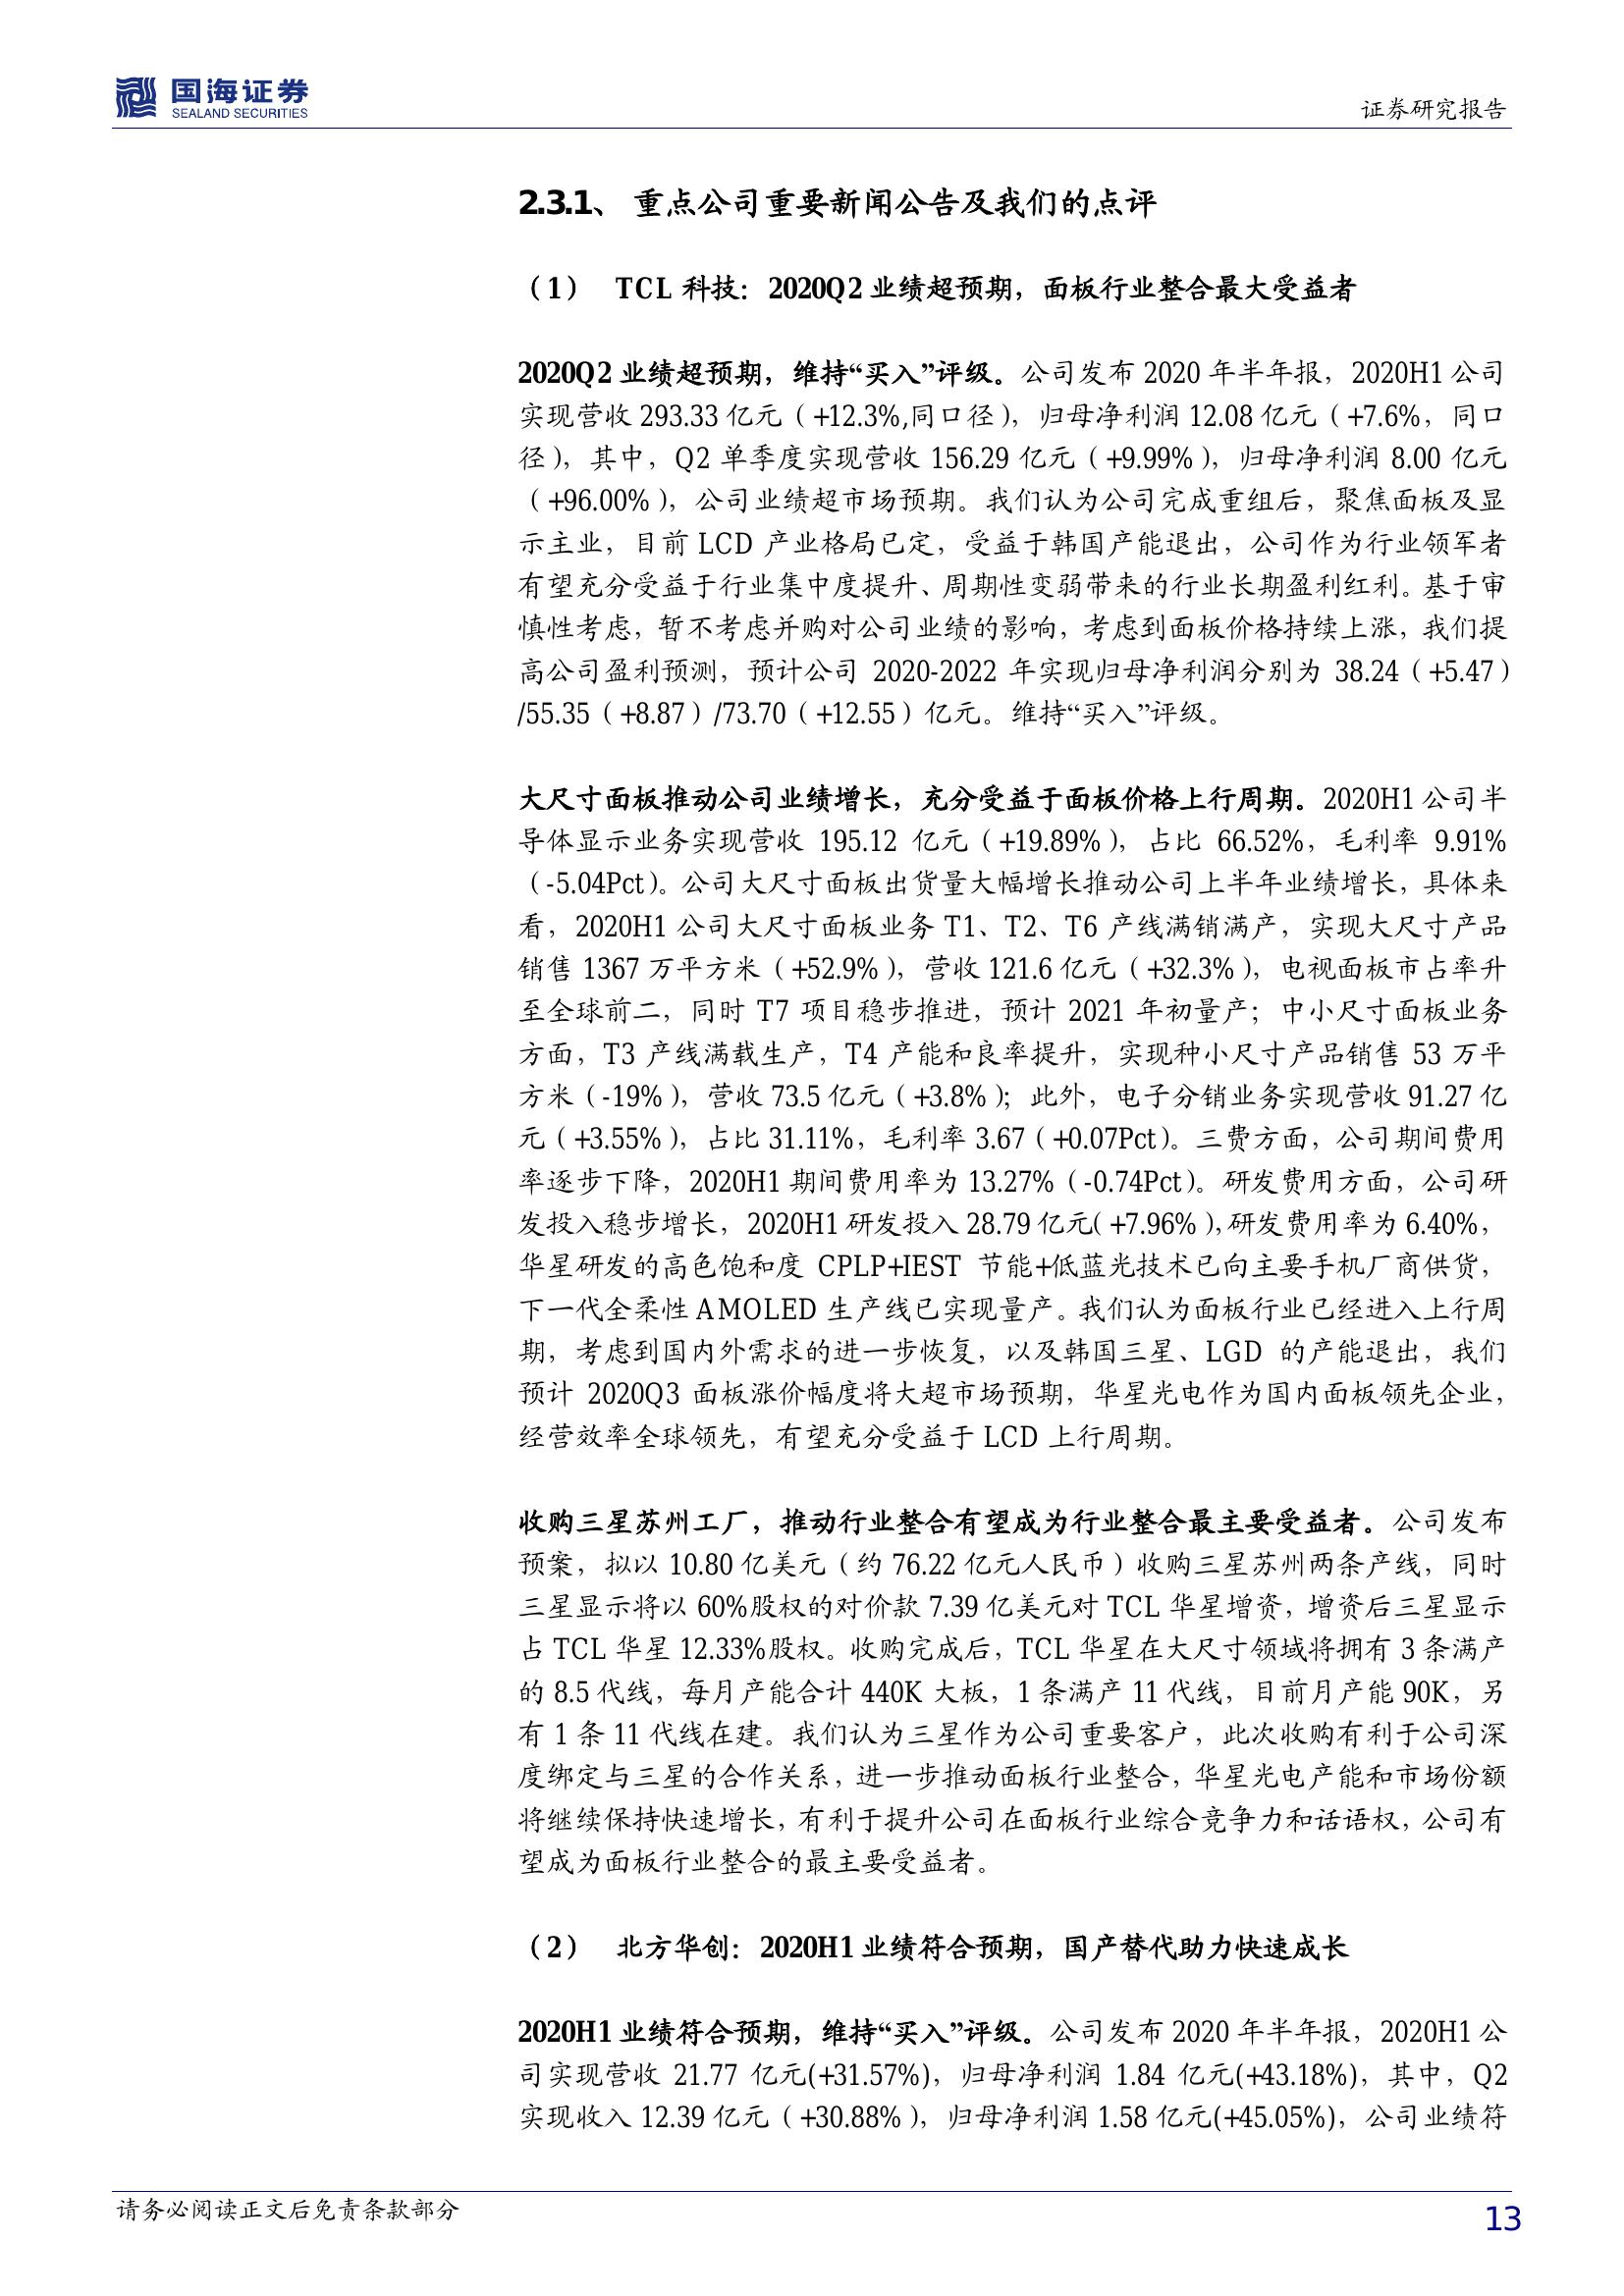 国海证券
SEALAND SECURITIES
证券研究报告
2.3.1、 重点公司重要新闻公告及我们的点评
（1） TCL 科技：2020Q2 业绩超预期，面板行业整合最大受益者
2020Q2 业绩超预期，维持“买入”评级。公司发布 2020 年半年报，2020H1 公司
实现营收 293.33 亿元（+12.3%,同口径），归母净利润 12.08 亿元（+7.6%，同口
径），其中，Q2 单季度实现营收 156.29 亿元（+9.99%），归母净利润 8.00 亿元
（+96.00%），公司业绩超市场预期。我们认为公司完成重组后，聚焦面板及显
示主业，目前 LCD 产业格局已定，受益于韩国产能退出，公司作为行业领军者
有望充分受益于行业集中度提升、周期性变弱带来的行业长期盈利红利。基于审
慎性考虑，暂不考虑并购对公司业绩的影响，考虑到面板价格持续上涨，我们提
高公司盈利预测，预计公司 2020-2022 年实现归母净利润分别为 38.24（+5.47）
/55.35（+8.87）/73.70（+12.55）亿元。维持“买入”评级。
大尺寸面板推动公司业绩增长，充分受益于面板价格上行周期。2020H1 公司半
导体显示业务实现营收 195.12 亿元（+19.89%），占比 66.52%，毛利率 9.91%
（-5.04Pct）。公司大尺寸面板出货量大幅增长推动公司上半年业绩增长，具体来
看，2020H1 公司大尺寸面板业务 T1、T2、T6 产线满销满产，实现大尺寸产品
销售 1367 万平方米（+52.9%），营收 121.6 亿元（+32.3%），电视面板市占率升
至全球前二，同时 T7 项目稳步推进，预计 2021 年初量产；中小尺寸面板业务
方面，T3 产线满载生产，T4 产能和良率提升，实现种小尺寸产品销售 53 万平
方米（-19%），营收 73.5 亿元（+3.8%）；此外，电子分销业务实现营收 91.27 亿
元（+3.55%），占比 31.11%，毛利率 3.67（+0.07Pct）。三费方面，公司期间费用
率逐步下降，2020H1 期间费用率为 13.27%（-0.74Pct）。研发费用方面，公司研
发投入稳步增长，2020H1 研发投入 28.79 亿元（+7.96%），研发费用率为 6.40%，
华星研发的高色饱和度 CPLP+IEST 节能+低蓝光技术已向主要手机厂商供货，
下一代全柔性 AMOLED 生产线已实现量产。我们认为面板行业已经进入上行周
期，考虑到国内外需求的进一步恢复，以及韩国三星、LGD 的产能退出，我们
预计 2020Q3 面板涨价幅度将大超市场预期，华星光电作为国内面板领先企业，
经营效率全球领先，有望充分受益于 LCD 上行周期。
收购三星苏州工厂，推动行业整合有望成为行业整合最主要受益者。公司发布
预案，拟以 10.80 亿美元（约 76.22 亿元人民币）收购三星苏州两条产线，同时
三星显示将以 60%股权的对价款 7.39 亿美元对 TCL 华星增资，增资后三星显示
占 TCL 华星 12.33%股权。收购完成后，TCL 华星在大尺寸领域将拥有 3 条满产
的 8.5 代线，每月产能合计 440K 大板，1 条满产 11 代线，目前月产能 90K，另
有 1 条 11 代线在建。我们认为三星作为公司重要客户，此次收购有利于公司深
度绑定与三星的合作关系，进一步推动面板行业整合，华星光电产能和市场份额
将继续保持快速增长，有利于提升公司在面板行业综合竞争力和话语权，公司有
望成为面板行业整合的最主要受益者。
（2） 北方华创：2020H1 业绩符合预期，国产替代助力快速成长
2020H1 业绩符合预期，维持“买入”评级。公司发布 2020 年半年报，2020H1 公
司实现营收 21.77 亿元(+31.57%)，归母净利润 1.84 亿元(+43.18%)，其中，Q2
实现收入 12.39 亿元（+30.88%），归母净利润 1.58 亿元(+45.05%)，公司业绩符
请务必阅读正文后免责条款部分
13